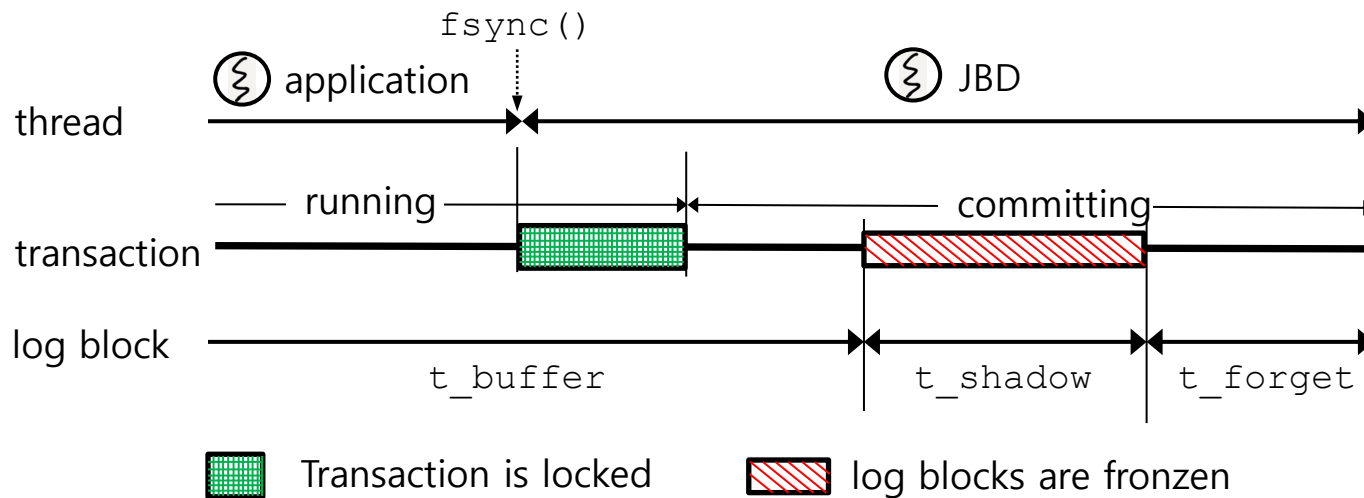 fsync()
application
JBD
thread
running
committing
transaction
log block
t_buffer
t_shadow
t_forget
Transaction is locked
log blocks are fronzen